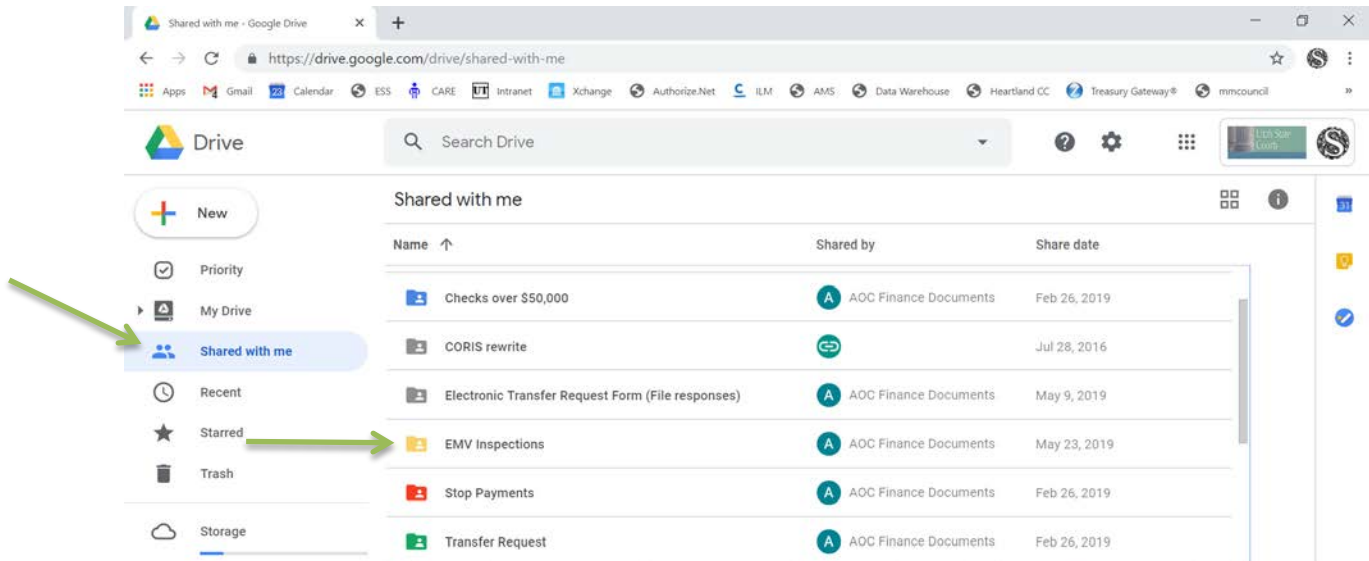 Shared with me - Google Drive
https://drive.google.com/drive/shared-with-me
Apps Gmail 23 Calendar ESS CARE UT Intranet Xchange Authorize.Net C ILM AMS Data Warehouse Heartland CC Treasury Gateway® mmcouncil »
Drive Search Drive
New
Shared with me
31
Name Shared by Share date
Priority
My Drive
Shared with me
Recent
Starred
Trash
Storage
Checks over $50,000 A AOC Finance Documents Feb 26, 2019
CORIS rewrite Jul 28, 2016
Electronic Transfer Request Form (File responses) A AOC Finance Documents May 9, 2019
EMV Inspections A AOC Finance Documents May 23, 2019
Stop Payments A AOC Finance Documents Feb 26, 2019
Transfer Request A AOC Finance Documents Feb 26, 2019